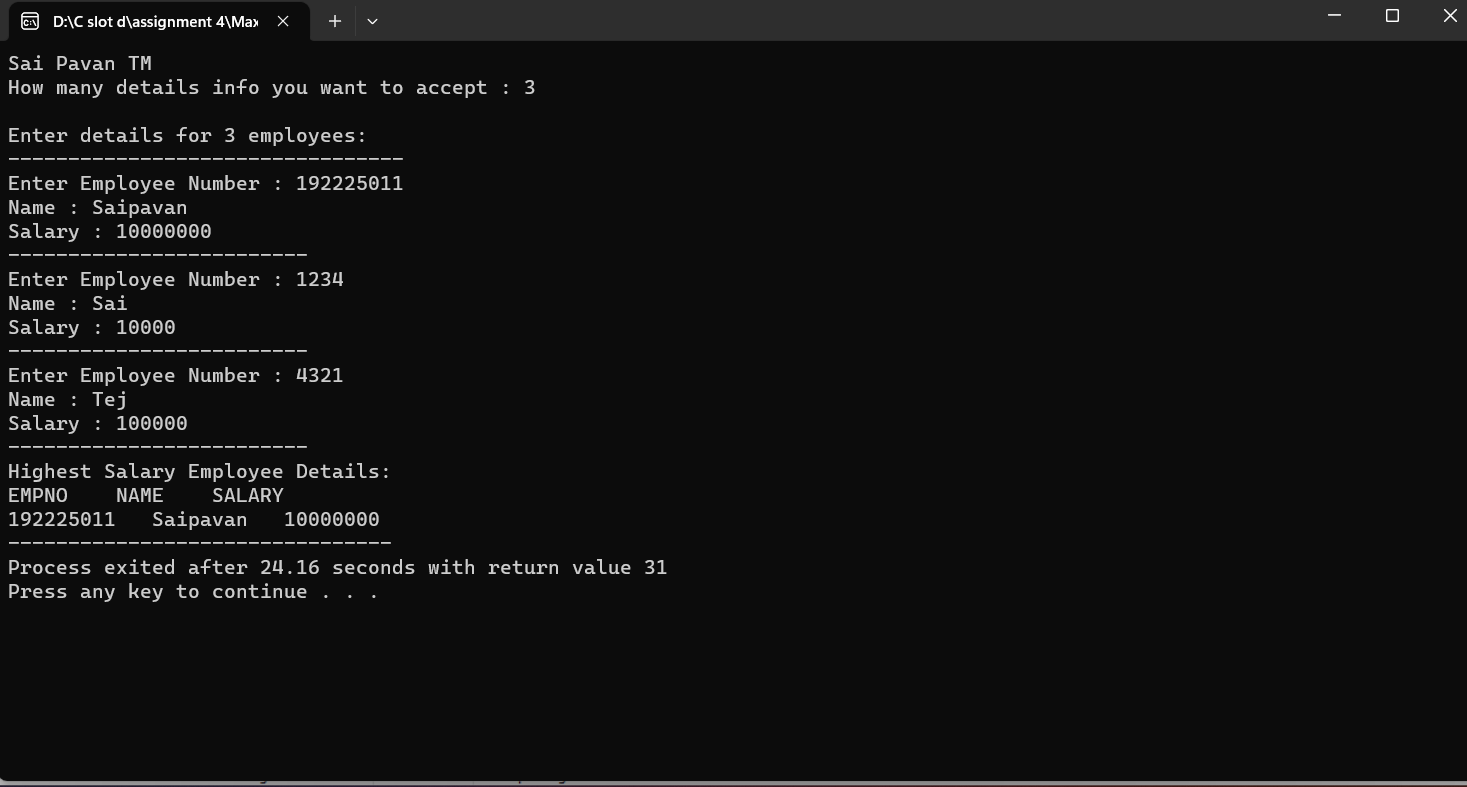 D:\C slot d\assignment 4\Max
Sai Pavan TM
How many details info you want to accept : 3
Enter details for 3 employees:
---------------------------------
Enter Employee Number : 192225011
Name : Saipavan
Salary : 10000000
-------------------------
Enter Employee Number : 1234
Name : Sai
Salary : 10000
-------------------------
Enter Employee Number : 4321
Name : Tej
Salary : 100000
-------------------------
Highest Salary Employee Details:
EMPNO    NAME    SALARY
192225011   Saipavan   10000000
--------------------------------
Process exited after 24.16 seconds with return value 31
Press any key to continue . . .